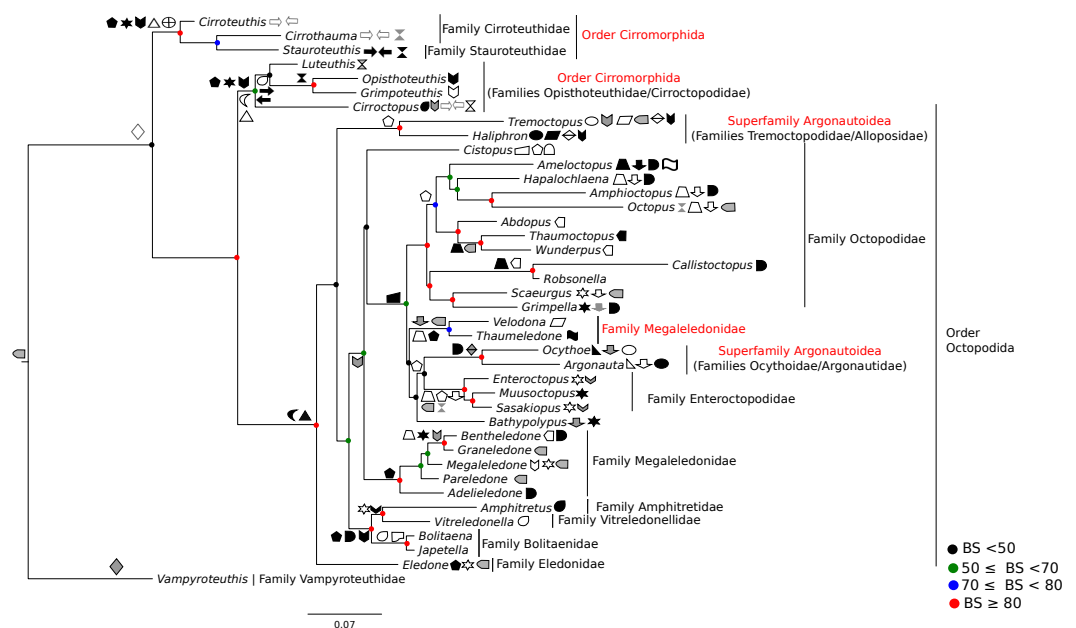 Cirroteuthis
Cirrothauma
Family Cirroteuthidae
Order Cirromorphida
Stauroteuthis
Family Stauroteuthidae
Luteuthis
Opisthoteuthis
Order Cirromorphida
Grimpoteuthis
(Families Opisthoteuthidae/Cirroctopodidae)
Cirroctopus
Tremoctopus
Superfamily Argonautoidea
Haliphron
(Families Tremoctopodidae/Alloposidae)
Cistopus
Ameloctopus
Hapalochlaena
Amphioctopus
Octopus
Abdopus
Thaumoctopus
Family Octopodidae
Wunderpus
Callistoctopus
Robsonella
Scaeurgus
Grimpella
Velodona
Family Megaleledonidae
Thaumeledone
Order
Octopodida
Ocythoe
Superfamily Argonautoidea
Argonauta
(Families Ocythoidae/Argonautidae)
Enteroctopus
Muusoctopus
Family Enteroctopodidae
Sasakiopus
Bathypolypus
Bentheledone
Graneledone
Megaleledone
Family Megaleledonidae
Pareledone
Adelieledone
Amphitretus
Family Amphitretidae
Vitreledonella
Family Vitreledonellidae
Bolitaena
Family Bolitaenidae
Japetella
Eledone
Family Eledonidae
Vampyroteuthis | Family Vampyroteuthidae
BS <50
50 ≤ BS <70
70 ≤ BS < 80
BS ≥ 80
0.07